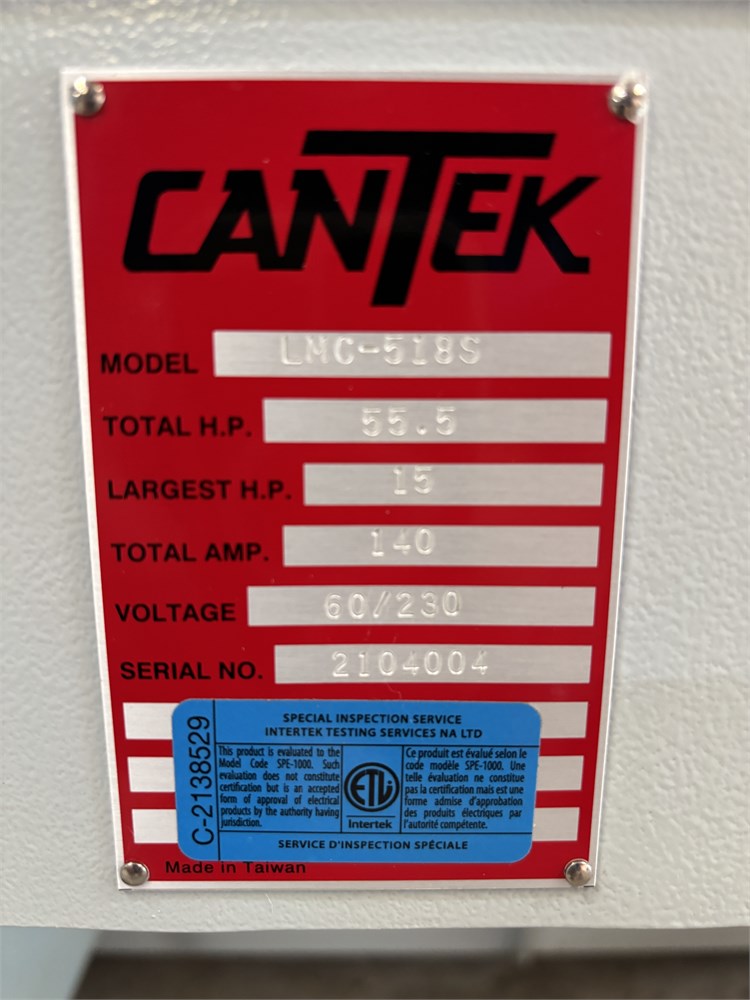 CANTEK
MODEL LMC-518S
TOTAL H.P. 55.5
LARGEST H.P. 15
TOTAL AMP. 140
VOLTAGE 60/230
SERIAL NO. 2104004
C-2138529
SPECIAL INSPECTION SERVICE
INTERTEK TESTING SERVICES NA LTD
This product is evaluated to the
Model Code SPE-1000. Such
evaluation does not constitute
certification but is an accepted
form of approval of electrical
products by the authority having
jurisdiction.
ETL
Intertek
Ce produit est évalué selon le
code modèle SPE-1000. Une
telle évaluation ne constitue
pas la certification mais est une
forme admise d'approbation
des produits électriques par
l'autorité compétente.
SERVICE D'INSPECTION SPÉCIALE
Made in Taiwan